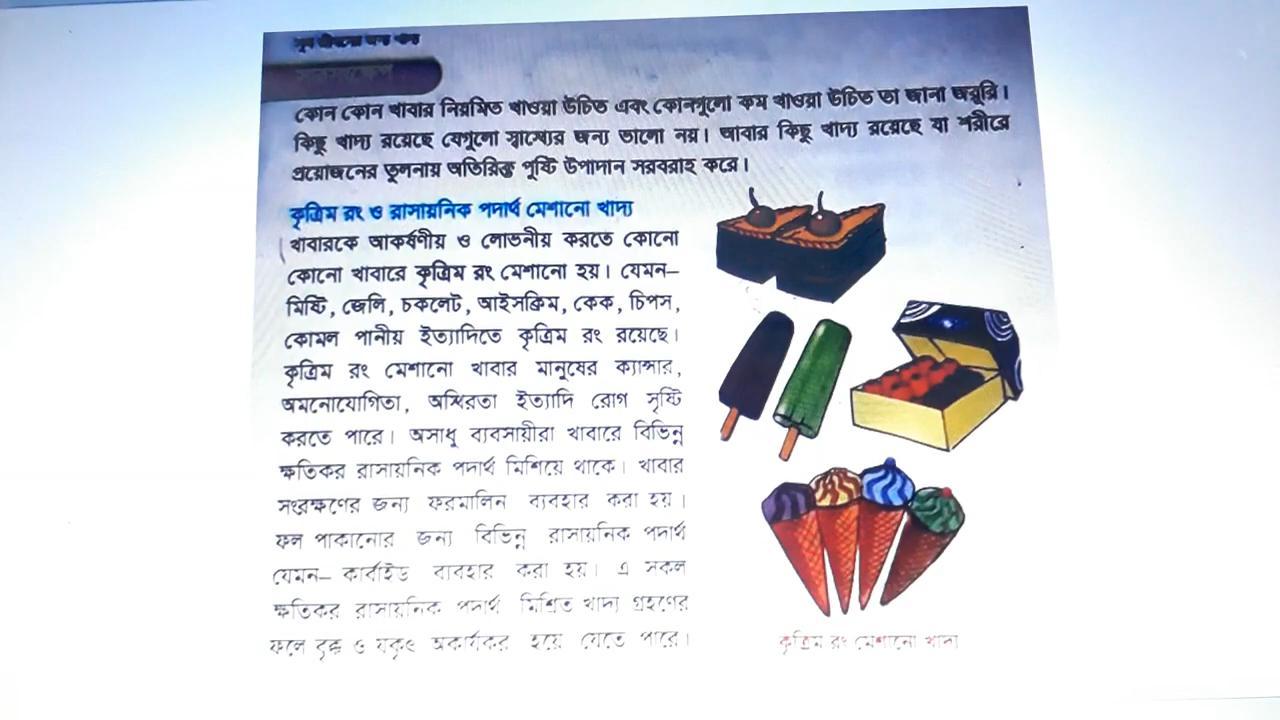 সুস্থ জীবনের জন্য খাদ্য
কোন কোন খাবার নিয়মিত খাওয়া উচিত এবং কোনগুলো কম খাওয়া উচিত তা জানা জরুরি।
কিছু খাদ্য রয়েছে যেগুলো স্বাস্থ্যের জন্য ভালো নয়। আবার কিছু খাদ্য রয়েছে যা শরীরে
প্রয়োজনের তুলনায় অতিরিক্ত পুষ্টি উপাদান সরবরাহ করে।
কৃত্রিম রং ও রাসায়নিক পদার্থ মেশানো খাদ্য
খাবারকে আকর্ষণীয় ও লোভনীয় করতে কোনো
কোনো খাবারে কৃত্রিম রং মেশানো হয়। যেমন–
মিষ্টি, জেলি, চকলেট, আইসক্রিম, কেক, চিপস,
কোমল পানীয় ইত্যাদিতে কৃত্রিম রং রয়েছে।
কৃত্রিম রং মেশানো খাবার মানুষের ক্যান্সার,
অমনোযোগিতা, অস্থিরতা ইত্যাদি রোগ সৃষ্টি
করতে পারে। অসাধু ব্যবসায়ীরা খাবারে বিভিন্ন
ক্ষতিকর রাসায়নিক পদার্থ মিশিয়ে থাকে। খাবার
সংরক্ষণের জন্য ফরমালিন ব্যবহার করা হয়।
ফল পাকানোর জন্য বিভিন্ন রাসায়নিক পদার্থ
যেমন– কার্বাইড ব্যবহার করা হয়। এ সকল
ক্ষতিকর রাসায়নিক পদার্থ মিশ্রিত খাদ্য গ্রহণের
ফলে বৃক্ক ও যকৃৎ অকার্যকর হয়ে যেতে পারে।
কৃত্রিম রং মেশানো খাদ্য